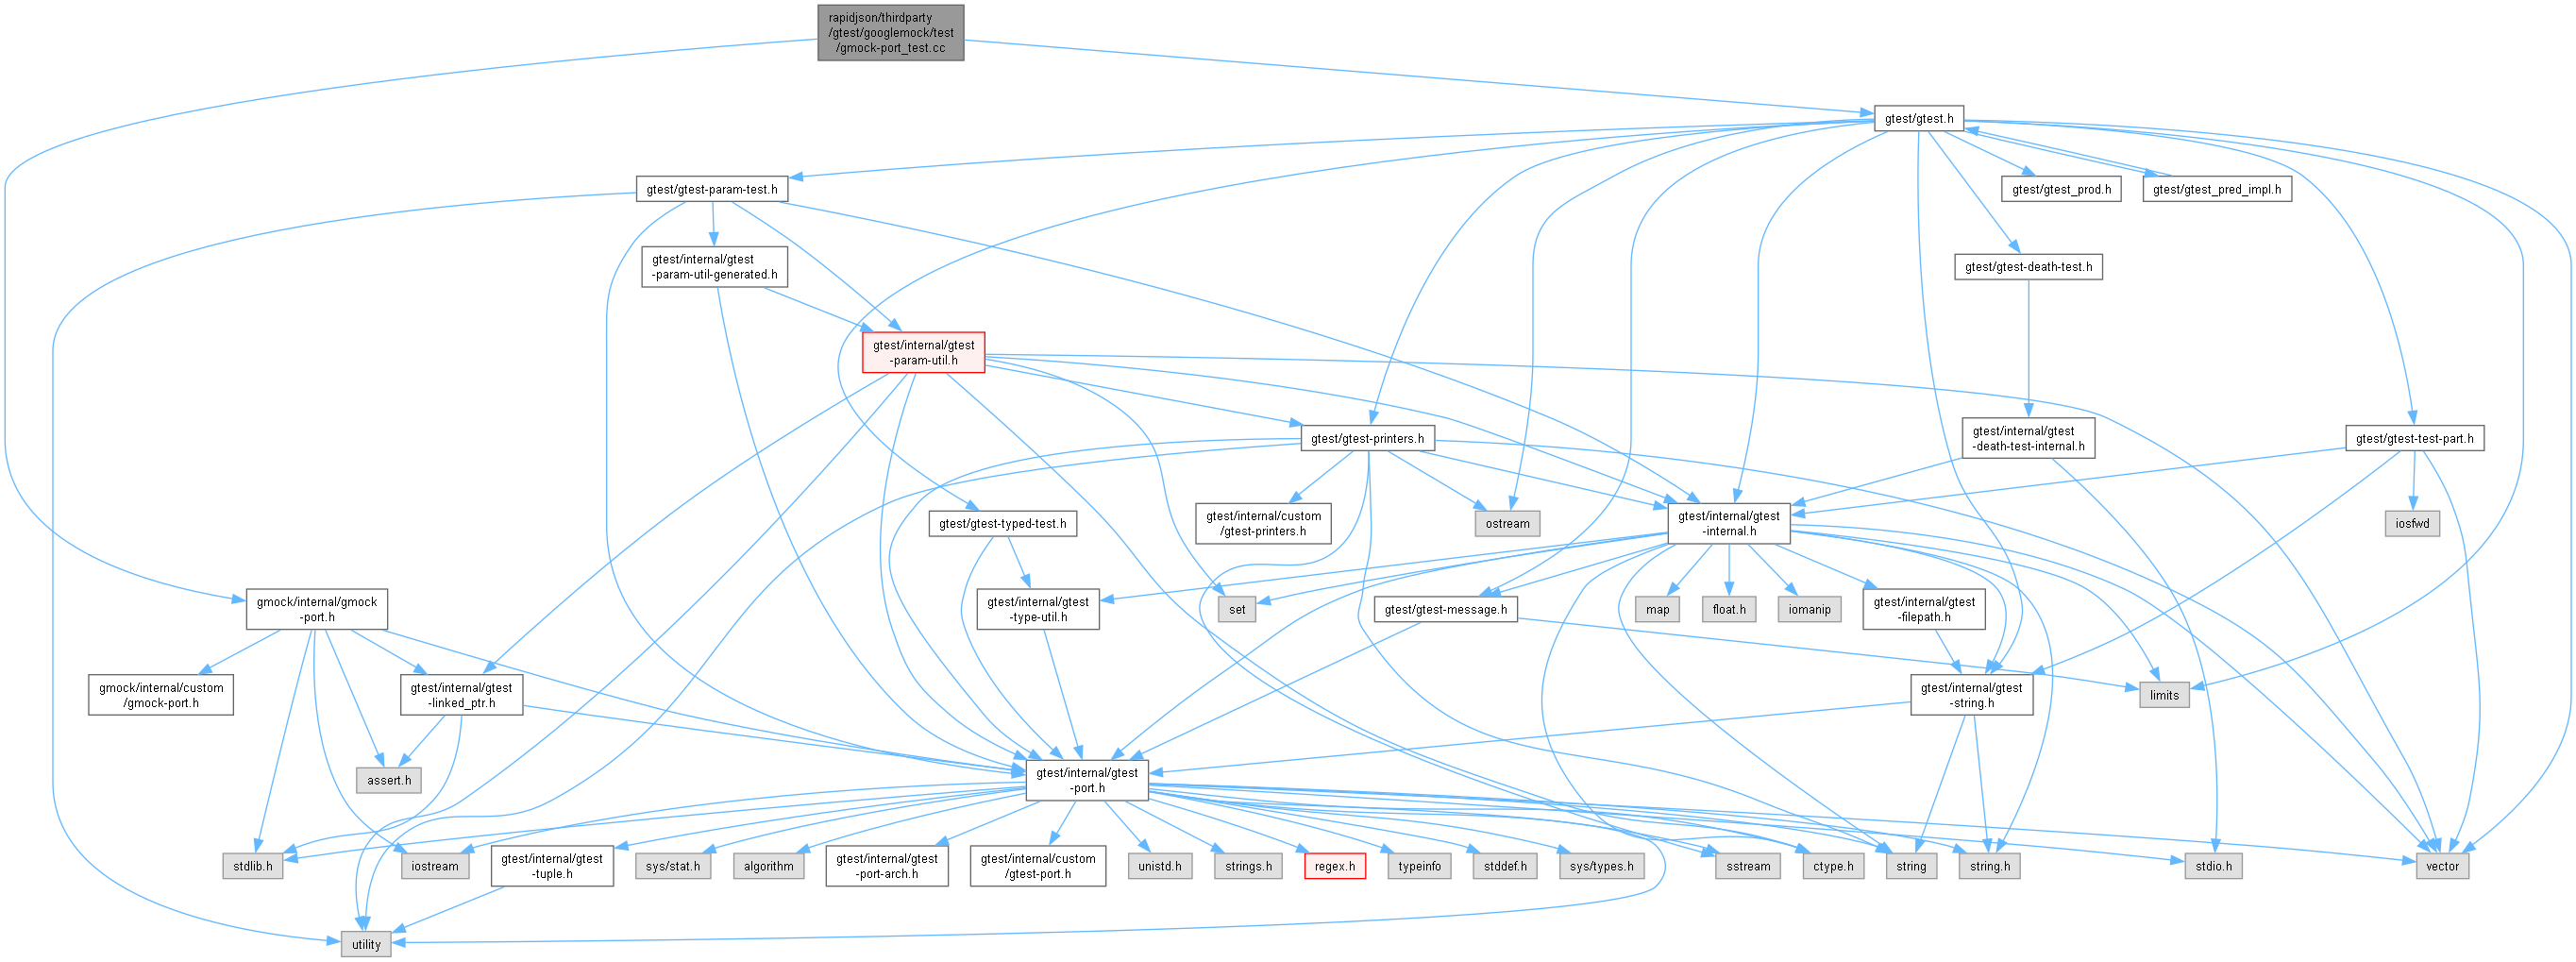 rapidjson/thirdparty
/gtest/googlemock/test
/gmock-port_test.cc
gtest/gtest.h
gtest/gtest-param-test.h
gtest/gtest_prod.h
gtest/gtest_pred_impl.h
gtest/internal/gtest
-param-util-generated.h
gtest/gtest-death-test.h
gtest/internal/gtest
-param-util.h
gtest/gtest-printers.h
gtest/internal/gtest
-death-test-internal.h
gtest/gtest-test-part.h
gtest/gtest-typed-test.h
gtest/internal/custom
/gtest-printers.h
ostream
gtest/internal/gtest
-internal.h
iosfwd
gmock/internal/gmock
-port.h
gtest/internal/gtest
-type-util.h
set
gtest/gtest-message.h
map
float.h
iomanip
gtest/internal/gtest
-filepath.h
gmock/internal/custom
/gmock-port.h
gtest/internal/gtest
-linked_ptr.h
gtest/internal/gtest
-string.h
limits
assert.h
gtest/internal/gtest
-port.h
stdlib.h
iostream
gtest/internal/gtest
-tuple.h
sys/stat.h
algorithm
gtest/internal/gtest
-port-arch.h
gtest/internal/custom
/gtest-port.h
unistd.h
strings.h
regex.h
typeinfo
stddef.h
sys/types.h
sstream
ctype.h
string
string.h
stdio.h
vector
utility